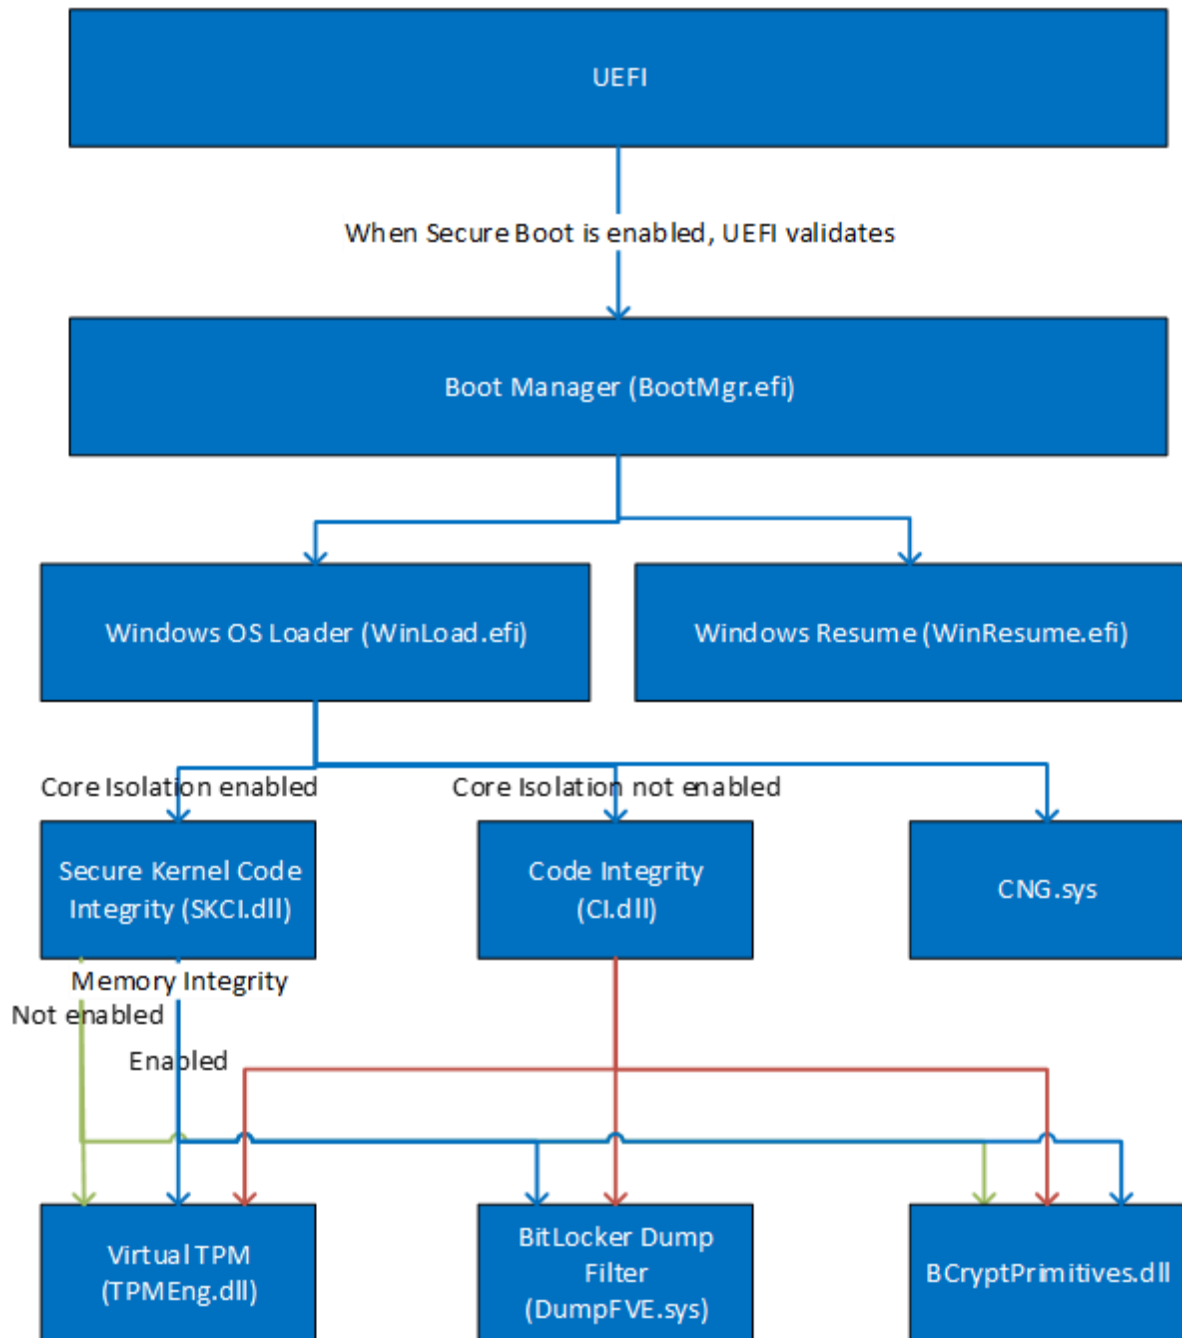 UEFI
When Secure Boot is enabled, UEFI validates
Boot Manager (BootMgr.efi)
Windows OS Loader (WinLoad.efi)
Windows Resume (WinResume.efi)
Core Isolation enabled
Core Isolation not enabled
Secure Kernel Code
Integrity (SKCI.dll)
Code Integrity
(CI.dll)
CNG.sys
Memory Integrity
Not enabled
Enabled
Virtual TPM
(TPMEng.dll)
BitLocker Dump
Filter
(DumpFVE.sys)
BCryptPrimitives.dll